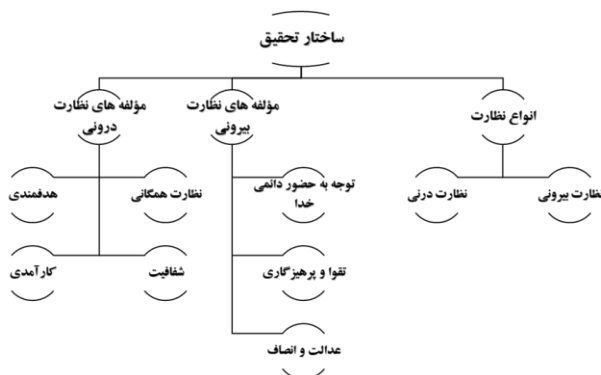 ساختار تحقیق
انواع نظارت
مؤلفه های نظارت
بیرونی
مؤلفه های نظارت
درونی
نظارت بیرونی
نظارت درنی
توجه به حضور دائمی
خدا
تقوا و پرهیزگاری
عدالت و انصاف
نظارت همگانی
هدفمندی
شفافیت
کارآمدی